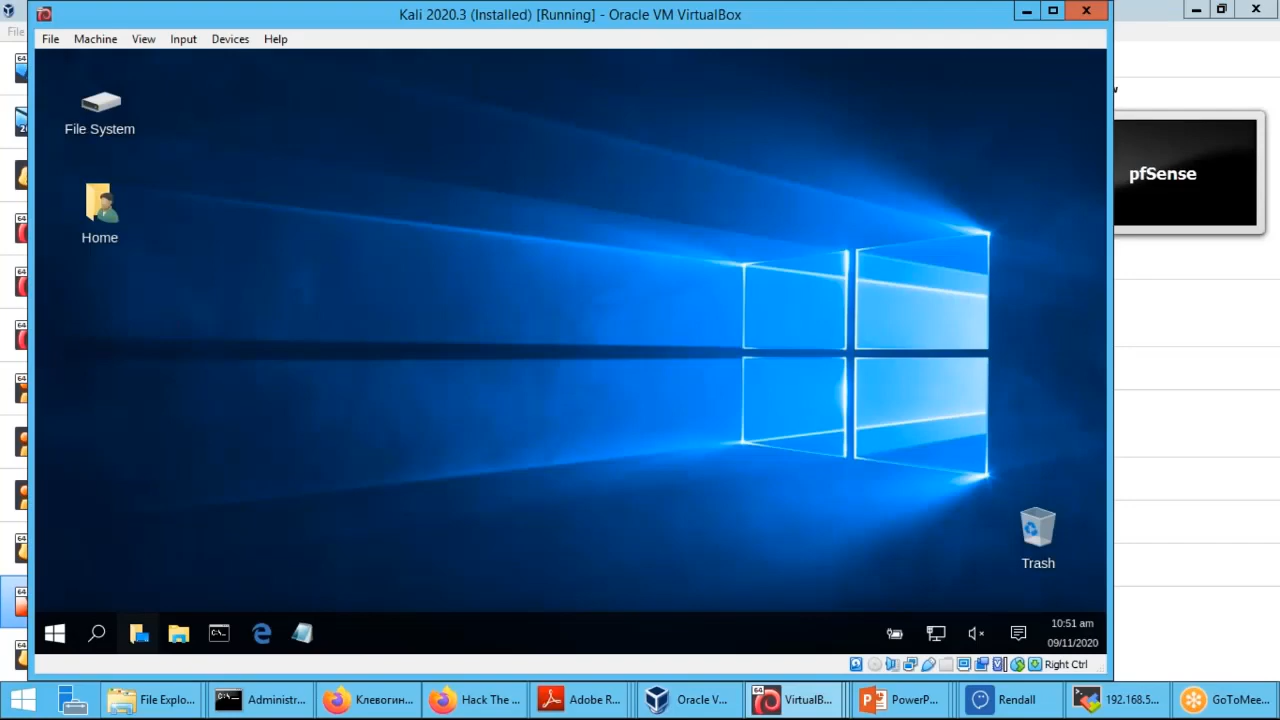 Kali 2020.3 (Installed) [Running] - Oracle VM VirtualBox
File Machine View Input Devices Help
File
File System
Home
pfSense
Trash
10:51 am
09/11/2020
Right Ctrl
File Explo...
Administr...
Клевогин...
Hack The ...
Adobe R...
Oracle V...
VirtualB...
PowerP...
Rendall
192.168.5...
GoToMee...